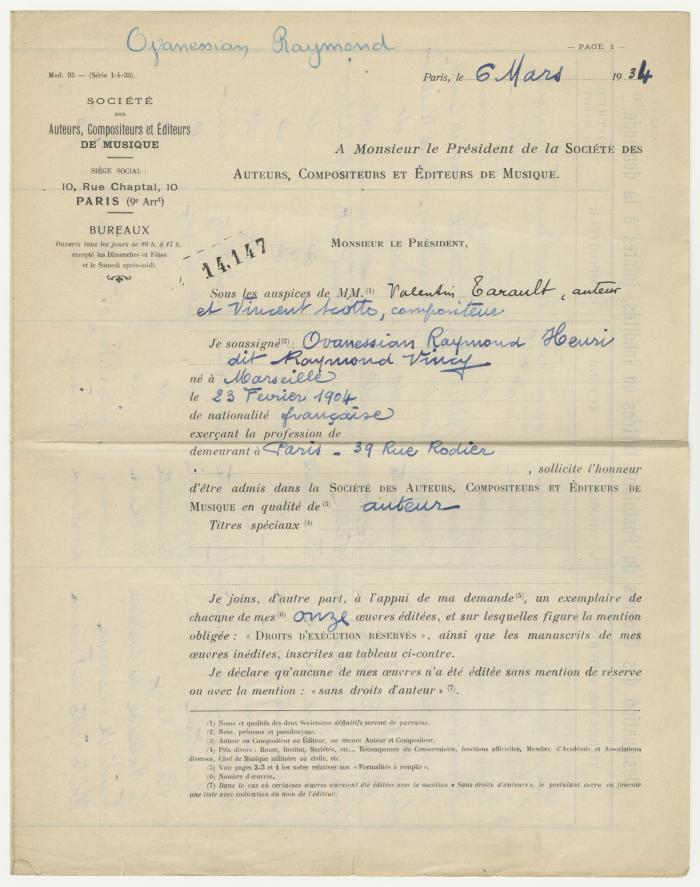 Ovanessian Raymond
— PAGE 1 —
Mod. 95 — (Série 1-4-33).
Paris, le 6 Mars 1934
SOCIÉTÉ
DES
Auteurs, Compositeurs et Éditeurs
DE MUSIQUE
SIÈGE SOCIAL :
10, Rue Chaptal, 10
PARIS (9e Arrt)
BUREAUX
Ouverts tous les jours de 10 h. à 17 h.
excepté les Dimanches et Fêtes
et le Samedi après-midi.
A Monsieur le Président de la SOCIÉTÉ DES
AUTEURS, COMPOSITEURS ET ÉDITEURS DE MUSIQUE.
MONSIEUR LE PRÉSIDENT,
14.147
Sous les auspices de MM. (1) Valentin Tarault, auteur
et Vincent Scotto, compositeur
Je soussigné (2) Ovanessian Raymond Henri
dit Raymond Vincy
né à Marseille
le 23 Fevrier 1904
de nationalité française
exerçant la profession de
demeurant à Paris - 39 Rue Rodier
, sollicite l'honneur
d'être admis dans la SOCIÉTÉ DES AUTEURS, COMPOSITEURS ET ÉDITEURS DE
MUSIQUE en qualité de (3) auteur
Titres spéciaux (4)
Je joins, d'autre part, à l'appui de ma demande (5), un exemplaire de
chacune de mes (6) onze œuvres éditées, et sur lesquelles figure la mention
obligée : « DROITS D'EXÉCUTION RÉSERVÉS », ainsi que les manuscrits de mes
œuvres inédites, inscrites au tableau ci-contre.
Je déclare qu'aucune de mes œuvres n'a été éditée sans mention de réserve
ou avec la mention : « sans droits d'auteur » (7).
(1) Noms et qualités des deux Sociétaires définitifs servant de parrains.
(2) Nom, prénoms et pseudonyme.
(3) Auteur ou Compositeur ou Éditeur, ou encore Auteur et Compositeur.
(4) Prix divers : Rome, Institut, Sociétés, etc... Récompenses du Conservatoire, fonctions officielles, Membre d'Académie et Associations
diverses, Chef de Musique militaire ou civile, etc.
(5) Voir pages 2-3 et 4 les notes relatives aux « Formalités à remplir ».
(6) Nombre d'œuvres.
(7) Dans le cas où certaines œuvres auraient été éditées avec la mention « Sans droits d'auteurs », le postulant devra en fournir
une liste avec indication du nom de l'éditeur.